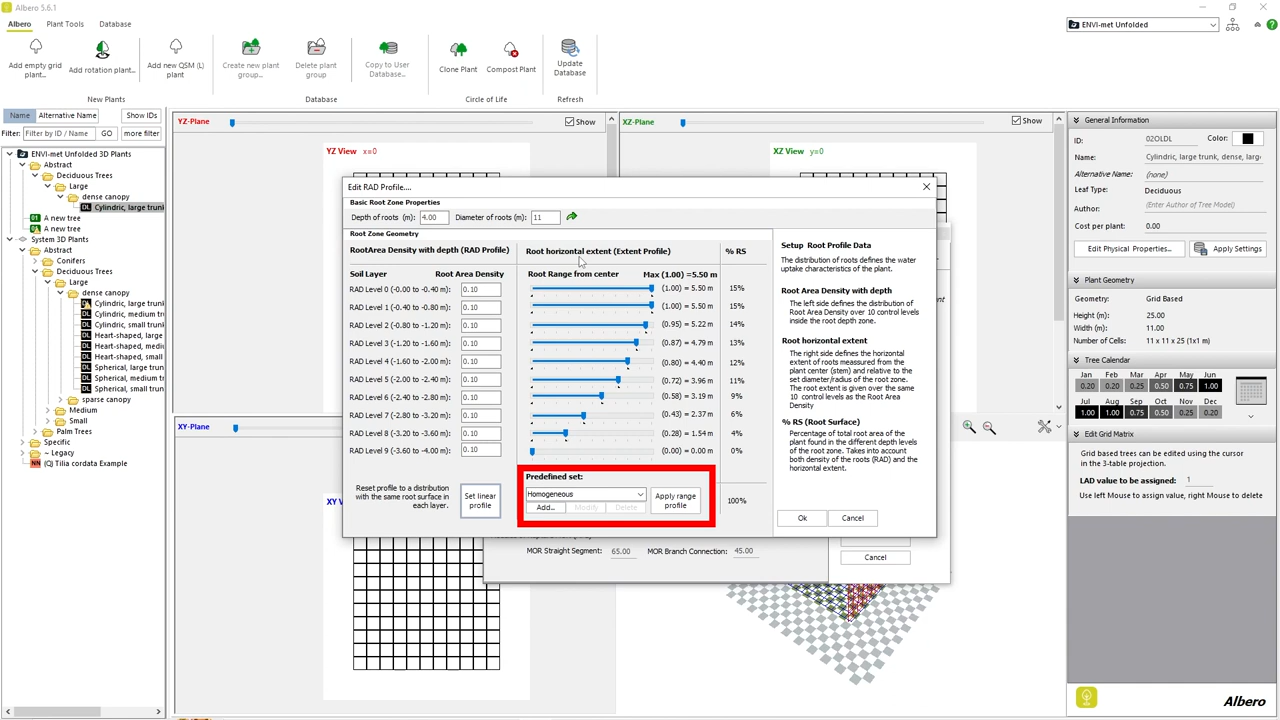 Albero 5.6.1
Albero Plant Tools Database
ENVI-met Unfolded
Add empty grid plant...
Add rotation plant...
Add new QSM (L) plant
Create new plant group...
Delete plant group
Copy to User Database...
Clone Plant
Compost Plant
Update Database
New Plants Database Circle of Life Refresh
Name Alternative Name Show IDs
Filter: Filter by ID / Name GO more filter
ENVI-met Unfolded 3D Plants
Abstract
Deciduous Trees
Large
dense canopy
DL Cylindric, large trunk
01 A new tree
01 A new tree
System 3D Plants
Abstract
Conifers
Deciduous Trees
Large
dense canopy
Cylindric, large trunk
DL Cylindric, medium tr
DL Cylindric, small trun
DL Heart-shaped, large
DL Heart-shaped, medi
DL Heart-shaped, small
DL Spherical, large trun
DL Spherical, medium t
DL Spherical, small trun
sparse canopy
Medium
Small
Palm Trees
Specific
~ Legacy
NN (Q) Tilia cordata Example
YZ-Plane Show
YZ View x=0
XZ-Plane Show
XZ View y=0
XY-Plane
XY V
Edit RAD Profile....
Basic Root Zone Properties
Depth of roots (m): 4.00 Diameter of roots (m): 11
Root Zone Geometry
RootArea Density with depth (RAD Profile) Root horizontal extent (Extent Profile) % RS
Soil Layer Root Area Density Root Range from center Max (1.00) =5.50 m
RAD Level 0 (-0.00 to -0.40 m): 0.10 (1.00) = 5.50 m 15%
RAD Level 1 (-0.40 to -0.80 m): 0.10 (1.00) = 5.50 m 15%
RAD Level 2 (-0.80 to -1.20 m): 0.10 (0.95) = 5.22 m 14%
RAD Level 3 (-1.20 to -1.60 m): 0.10 (0.87) = 4.79 m 13%
RAD Level 4 (-1.60 to -2.00 m): 0.10 (0.80) = 4.40 m 12%
RAD Level 5 (-2.00 to -2.40 m): 0.10 (0.72) = 3.96 m 11%
RAD Level 6 (-2.40 to -2.80 m): 0.10 (0.58) = 3.19 m 9%
RAD Level 7 (-2.80 to -3.20 m): 0.10 (0.43) = 2.37 m 6%
RAD Level 8 (-3.20 to -3.60 m): 0.10 (0.28) = 1.54 m 4%
RAD Level 9 (-3.60 to -4.00 m): 0.10 (0.00) = 0.00 m 0%
Reset profile to a distribution
with the same root surface in
each layer.
Set linear profile
Predefined set:
Homogeneous
Add... Modify Delete
Apply range profile
100%
Setup Root Profile Data
The distribution of roots defines the water
uptake characteristics of the plant.
Root Area Density with depth
The left side defines the distribution of
Root Area Density over 10 control levels
inside the root depth zone.
Root horizontal extent
The right side defines the horizontal
extent of roots measured from the
plant center (stem) and relative to the
set diameter/radius of the root zone.
The root extent is given over the same
10 control levels as the Root Area
Density
% RS (Root Surface)
Percentage of total root area of the
plant found in the different depth levels
of the root zone. Takes into account
both density of the roots (RAD) and the
horizontal extent.
Ok Cancel
MOR Straight Segment: 65.00 MOR Branch Connection: 45.00
Cancel
General Information
ID: 02OLDL Color:
Name: Cylindric, large trunk, dense, larg
Alternative Name: (none)
Leaf Type: Deciduous
Author: (Enter Author of Tree Model)
Cost per plant: 0.00
Edit Physical Properties... Apply Settings
Plant Geometry
Geometry: Grid Based
Height (m): 25.00
Width (m): 11.00
Number of Cells: 11 x 11 x 25 (1x1 m)
Tree Calendar
Jan Feb Mar Apr May Jun
0.20 0.20 0.25 0.50 0.75 1.00
Jul Aug Sep Oct Nov Dec
1.00 1.00 0.75 0.50 0.25 0.20
Edit Grid Matrix
Grid based trees can be edited using the cursor
in the 3-table projection.
LAD value to be assigned: 1
Use left Mouse to assign value, right Mouse to delete
Albero